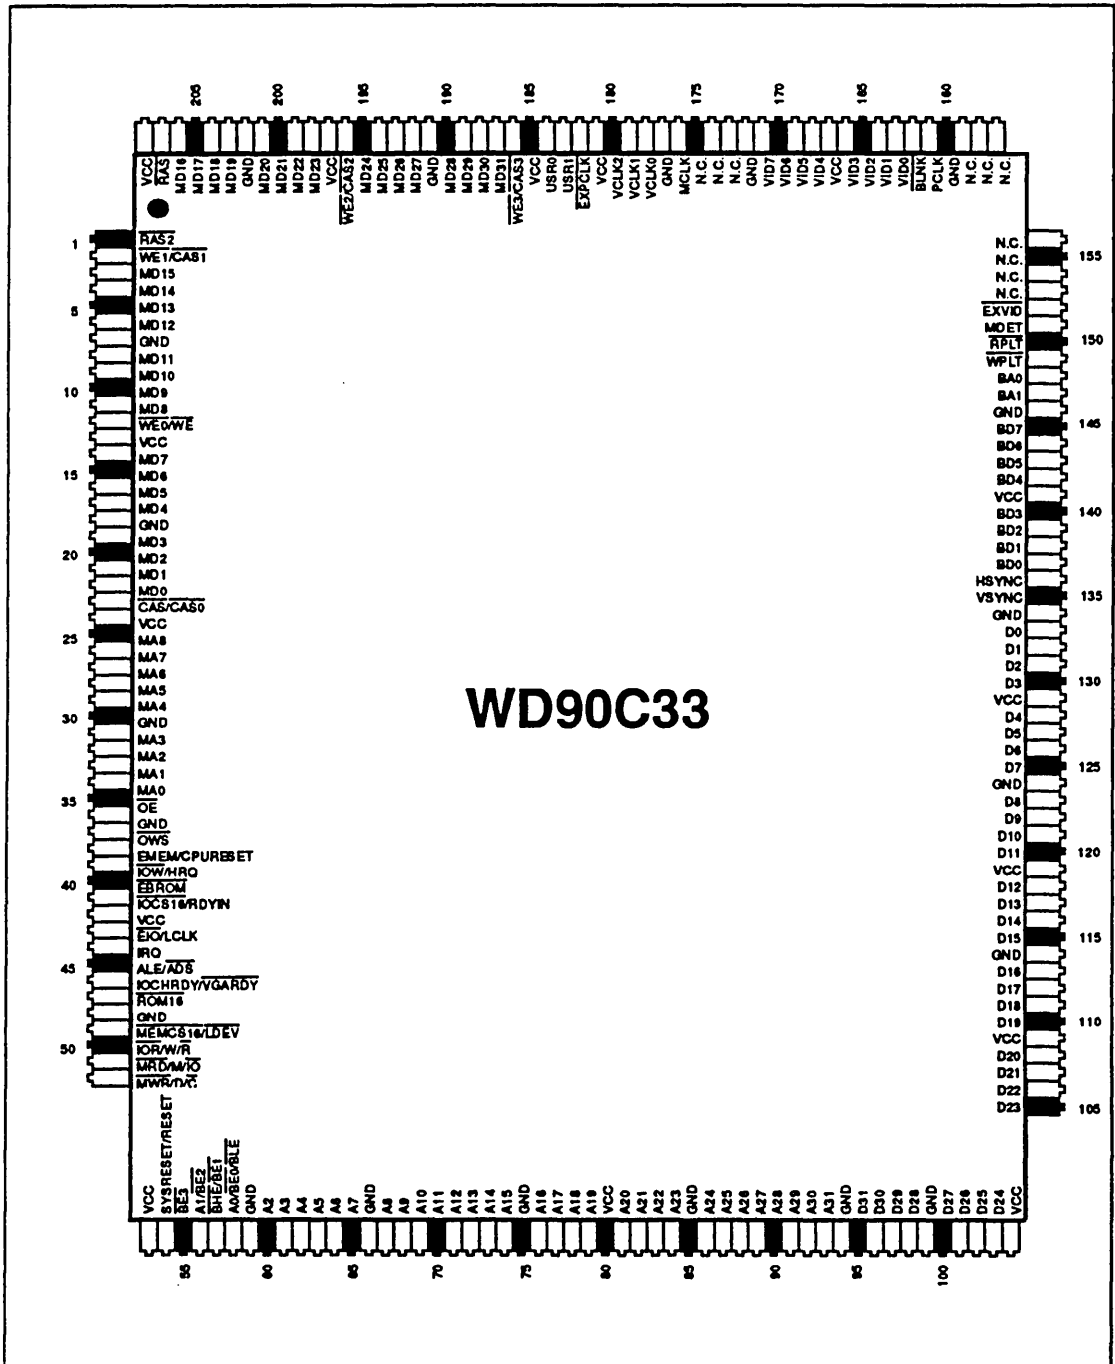 205
200
195
190
185
180
175
170
165
160
VCC
RAS
MD16
MD17
MD18
MD19
GND
MD20
MD21
MD22
MD23
VCC
WE2/CAS2
MD24
MD25
MD26
MD27
GND
MD28
MD29
MD30
MD31
WE3/CAS3
VCC
USR0
USR1
EXPCLK
VCC
VCLK2
VCLK1
VCLK0
GND
MCLK
N.C.
N.C.
N.C.
GND
VID7
VID6
VID5
VID4
VCC
VID3
VID2
VID1
VID0
BLNK
PCLK
GND
N.C.
N.C.
N.C.
1
5
10
15
20
25
30
35
40
45
50
RAS2
WE1/CAS1
MD15
MD14
MD13
MD12
GND
MD11
MD10
MD9
MD8
WE0/WE
VCC
MD7
MD6
MD5
MD4
GND
MD3
MD2
MD1
MD0
CAS/CAS0
VCC
MA8
MA7
MA6
MA5
MA4
GND
MA3
MA2
MA1
MA0
OE
GND
OWS
EMEM/CPURESET
IOW/HRQ
EBROM
IOCS16/RDYIN
VCC
EIO/LCLK
IRQ
ALE/ADS
IOCHRDY/VGARDY
ROM16
GND
MEMCS16/LDEV
IOR/W/R
MRD/M/IO
MWR/D/C
WD90C33
N.C.
N.C.
N.C.
N.C.
EXVID
MDET
RPLT
WPLT
BA0
BA1
GND
BD7
BD6
BD5
BD4
VCC
BD3
BD2
BD1
BD0
HSYNC
VSYNC
GND
D0
D1
D2
D3
VCC
D4
D5
D6
D7
GND
D8
D9
D10
D11
VCC
D12
D13
D14
D15
GND
D16
D17
D18
D19
VCC
D20
D21
D22
D23
155
150
145
140
135
130
125
120
115
110
105
VCC
SYSRESET/RESET
BE3
A1/BE2
BHE/BE1
A0/BE0/BLE
GND
A2
A3
A4
A5
A6
A7
GND
A8
A9
A10
A11
A12
A13
A14
A15
GND
A16
A17
A18
A19
VCC
A20
A21
A22
A23
GND
A24
A25
A26
A27
A28
A29
A30
A31
GND
D31
D30
D29
D28
GND
D27
D26
D25
D24
VCC
55
60
65
70
75
80
85
90
95
100